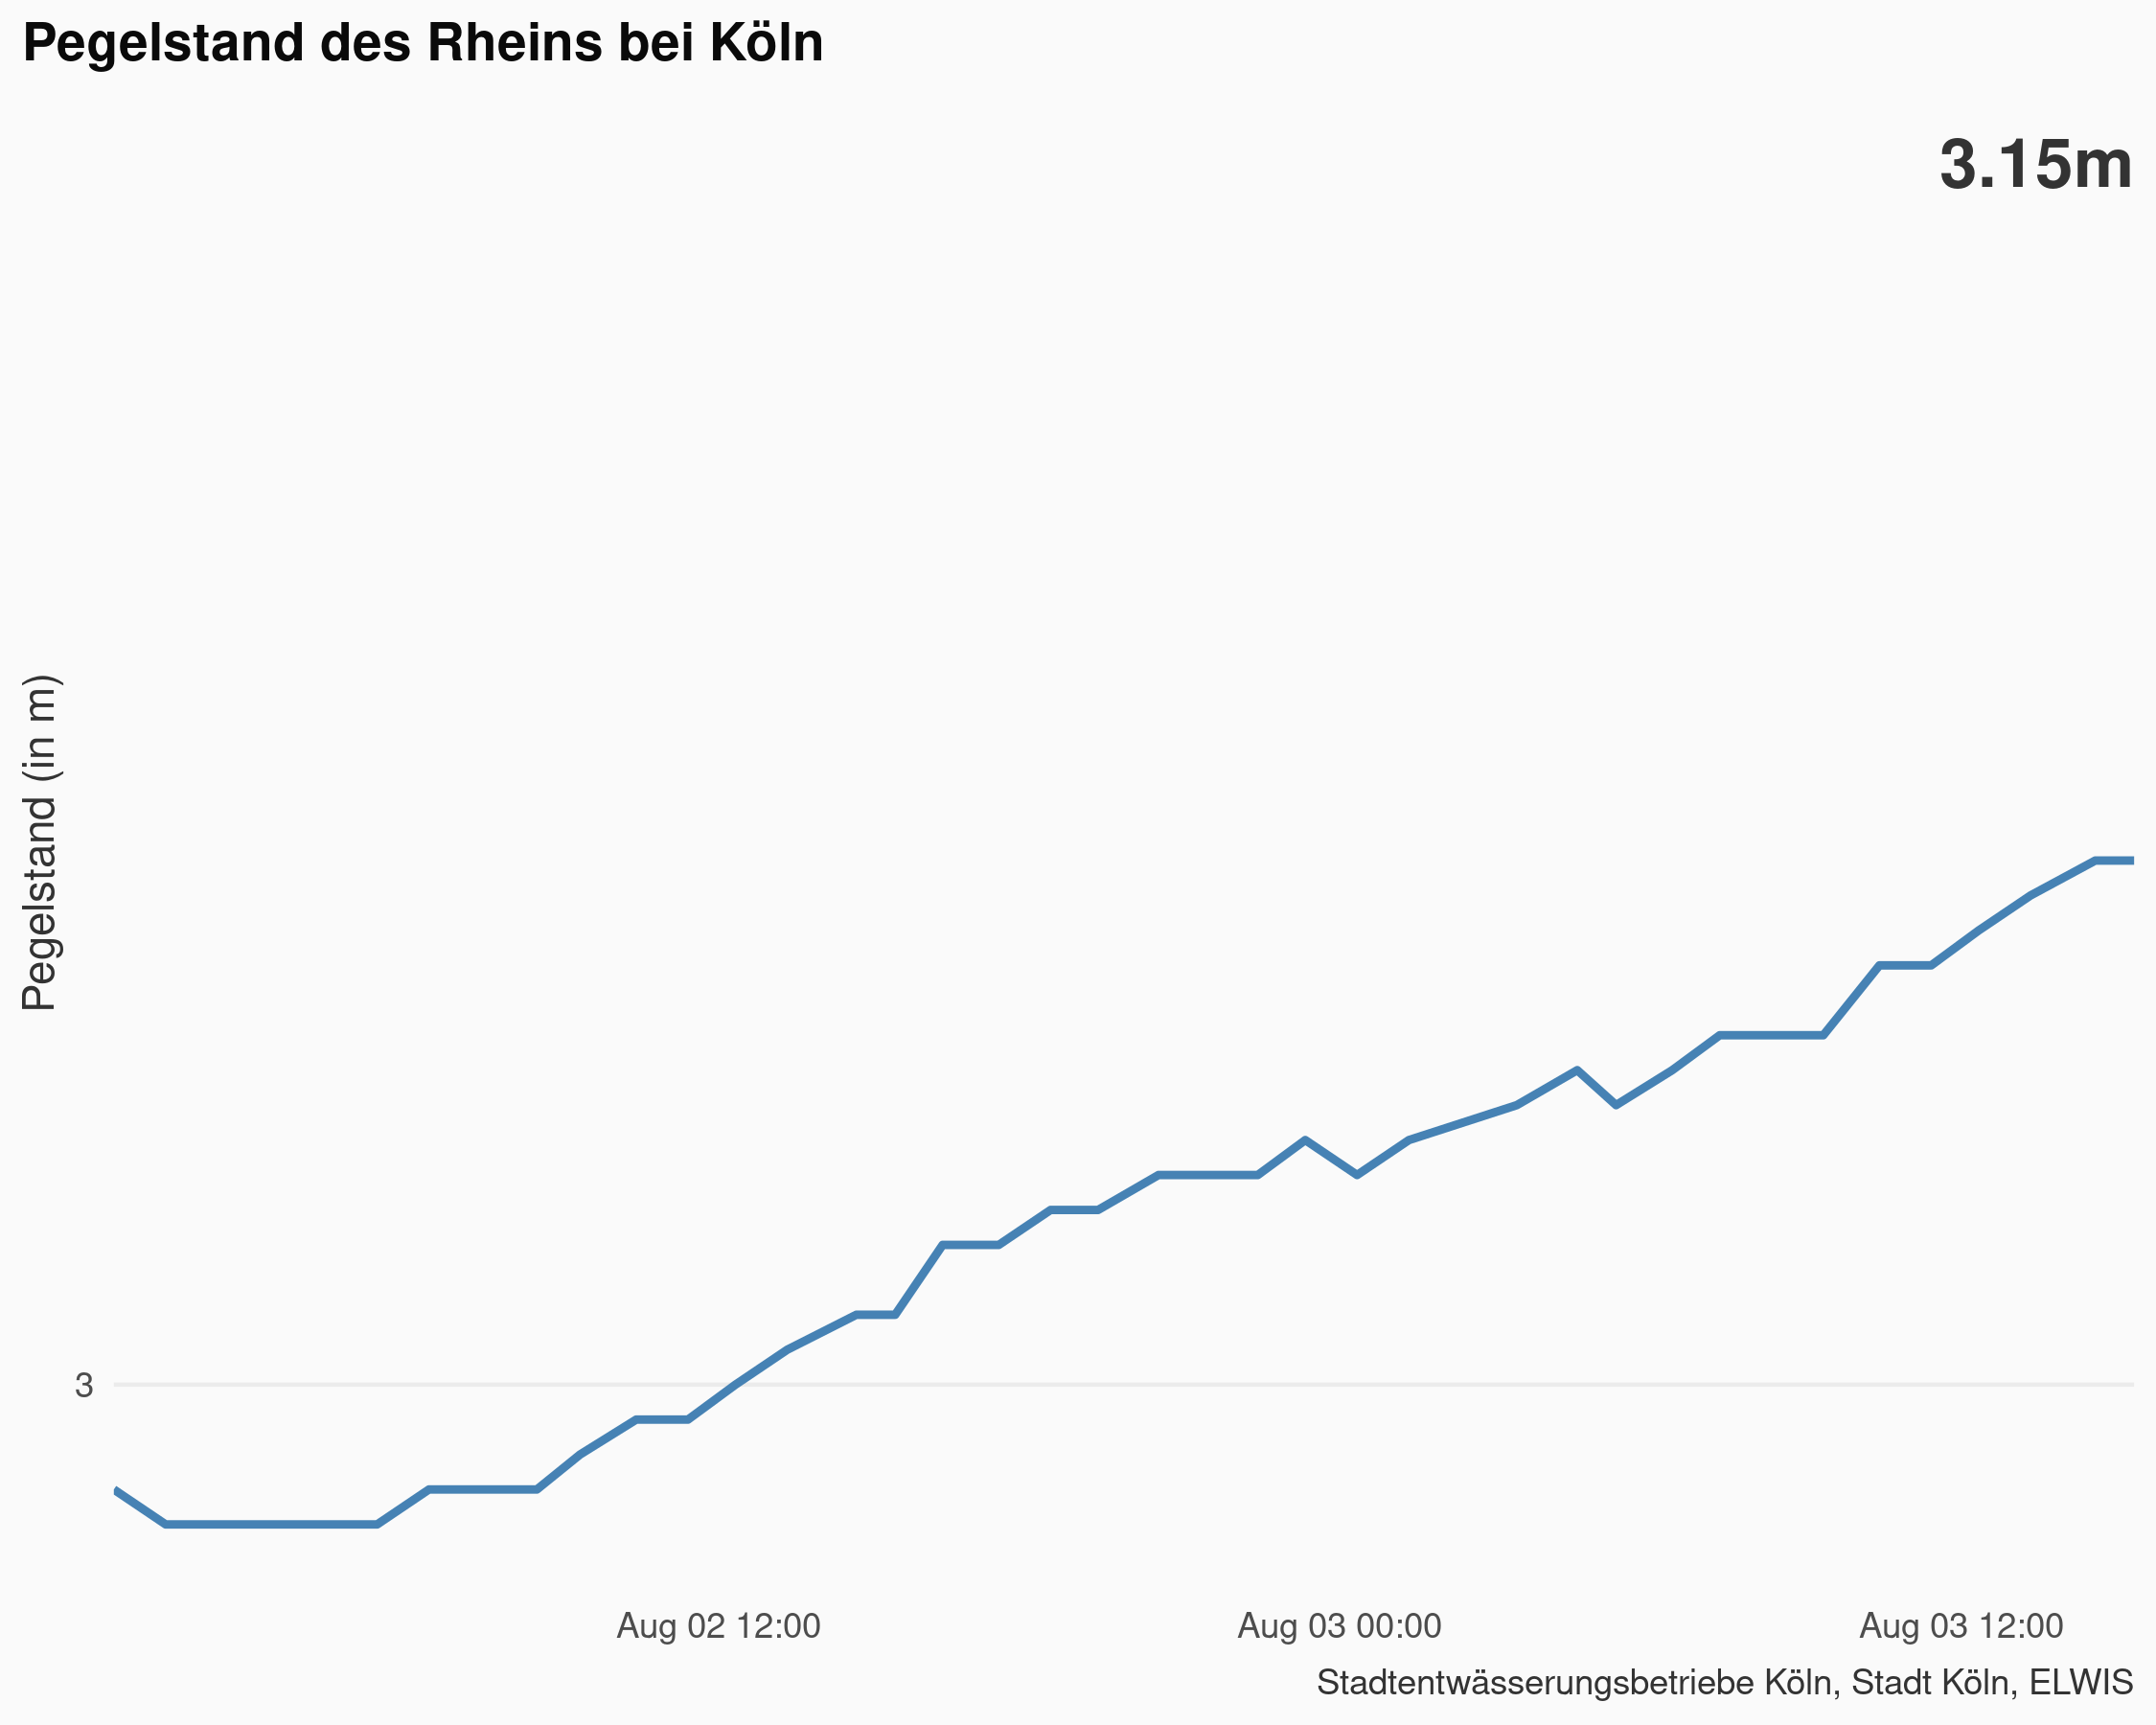 Pegelstand des Rheins bei Köln
3.15m
Pegelstand (in m)
3
Aug 02 12:00
Aug 03 00:00
Aug 03 12:00
Stadtentwässerungsbetriebe Köln, Stadt Köln, ELWIS